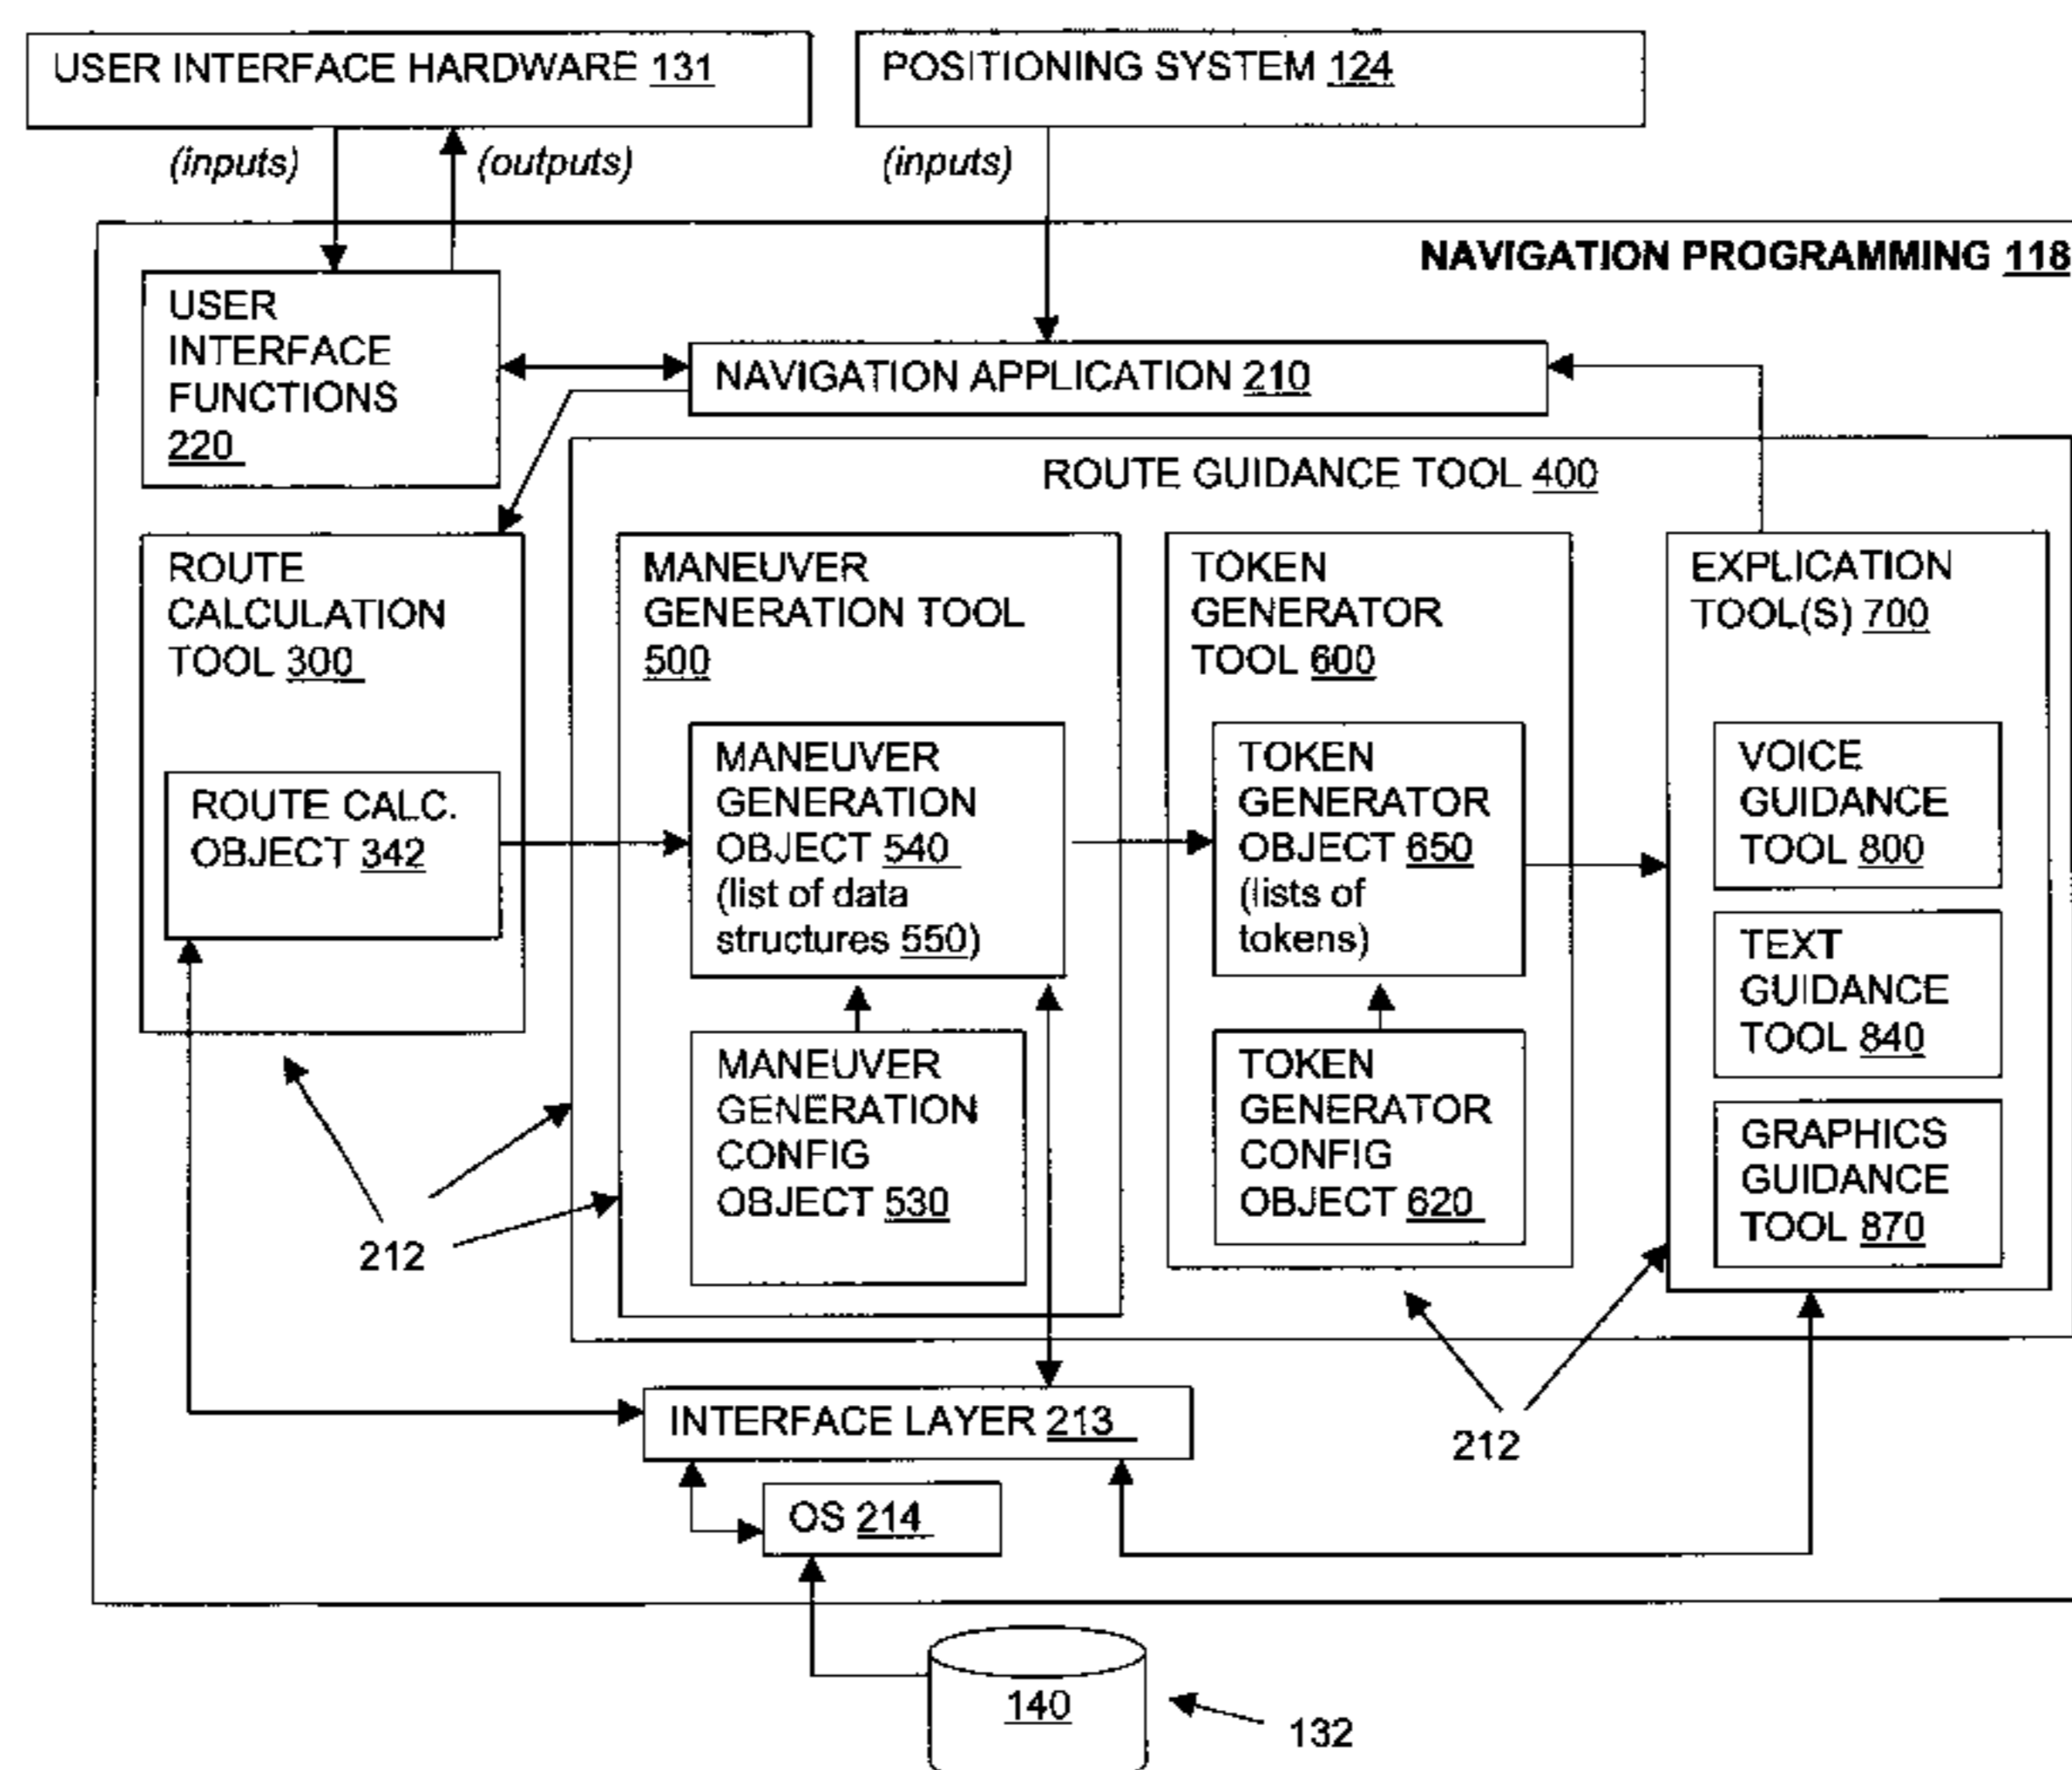 USER INTERFACE HARDWARE 131
POSITIONING SYSTEM 124
(inputs)
(outputs)
(inputs)
NAVIGATION PROGRAMMING 118
USER
INTERFACE
FUNCTIONS
220
NAVIGATION APPLICATION 210
ROUTE GUIDANCE TOOL 400
ROUTE
CALCULATION
TOOL 300
ROUTE CALC.
OBJECT 342
MANEUVER
GENERATION TOOL
500
MANEUVER
GENERATION
OBJECT 540
(list of data
structures 550)
MANEUVER
GENERATION
CONFIG
OBJECT 530
TOKEN
GENERATOR
TOOL 600
TOKEN
GENERATOR
OBJECT 650
(lists of
tokens)
TOKEN
GENERATOR
CONFIG
OBJECT 620
EXPLICATION
TOOL(S) 700
VOICE
GUIDANCE
TOOL 800
TEXT
GUIDANCE
TOOL 840
GRAPHICS
GUIDANCE
TOOL 870
212
212
INTERFACE LAYER 213
OS 214
140
132